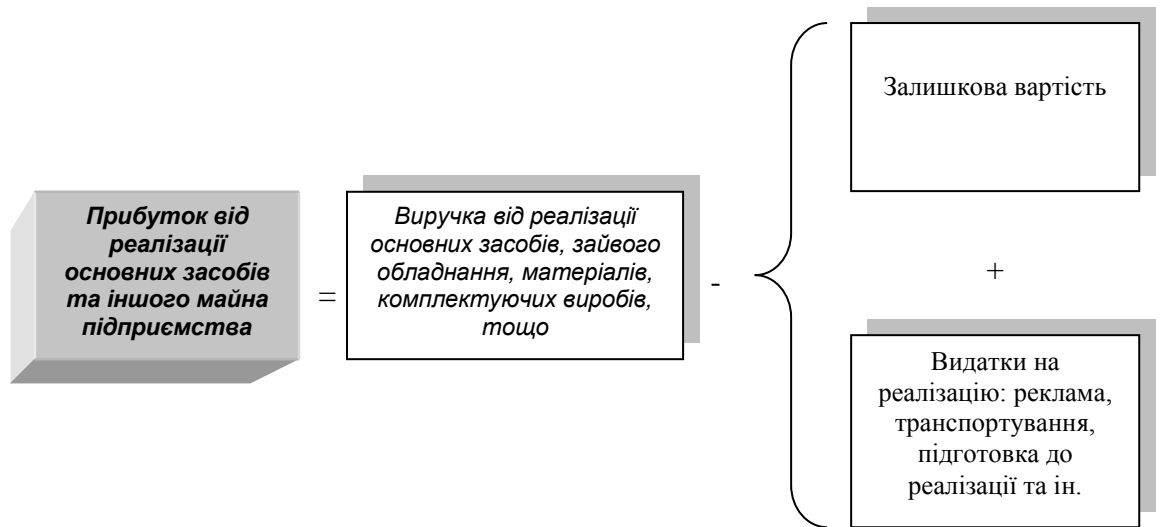 Прибуток від
реалізації
основних засобів
та іншого майна
підприємства
=
Виручка від реалізації
основних засобів, зайвого
обладнання, матеріалів,
комплектуючих виробів,
тощо
-
Залишкова вартість
+
Видатки на
реалізацію: реклама,
транспортування,
підготовка до
реалізації та ін.